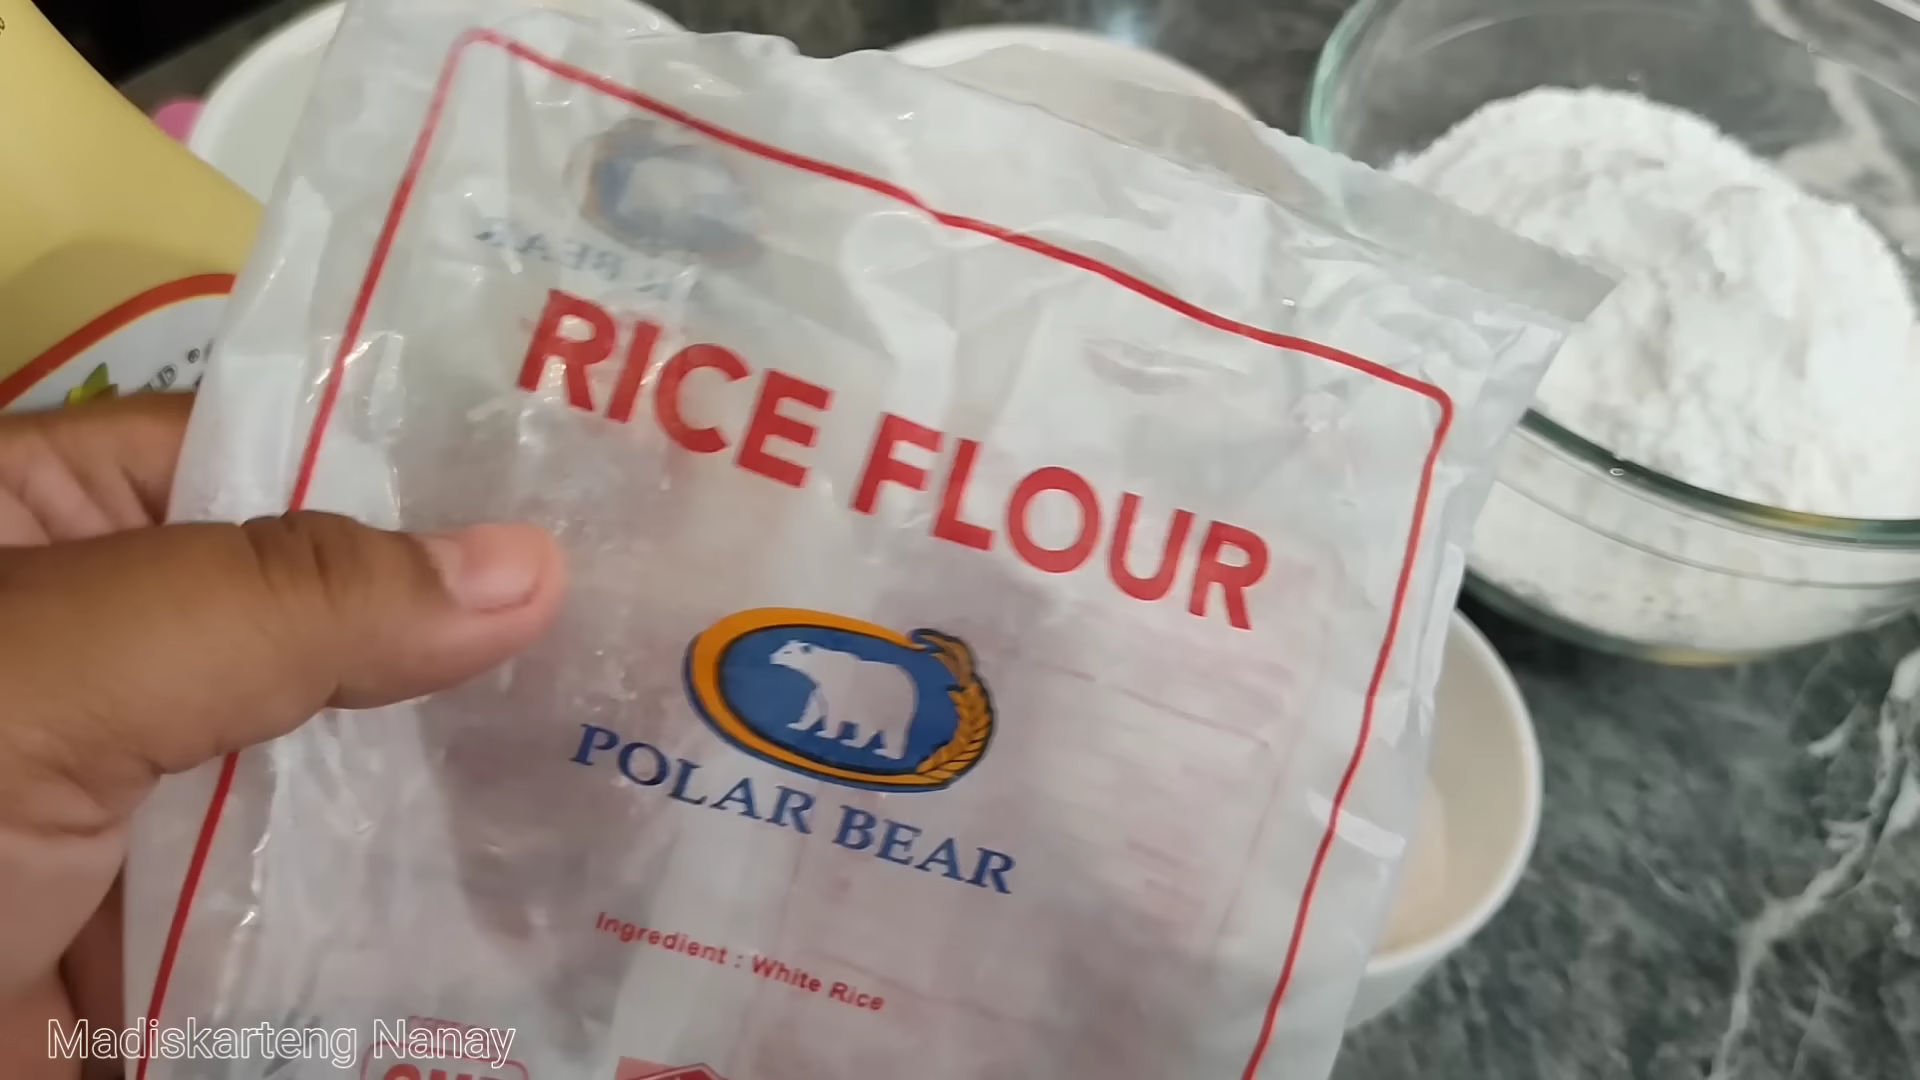 RICE FLOUR
POLAR BEAR
Ingredient : White Rice
Madiskarteng Nanay